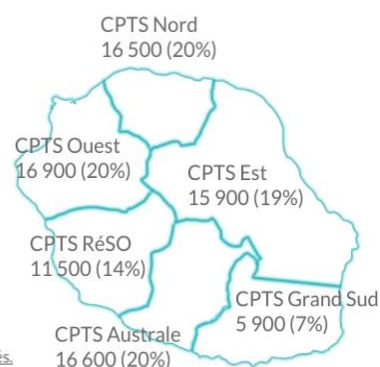 CPTS Nord
16 500 (20%)
CPTS Ouest
16 900 (20%)
CPTS Est
15 900 (19%)
CPTS RéSO
11 500 (14%)
CPTS Grand Sud
5 900 (7%)
CPTS Australe
16 600 (20%)